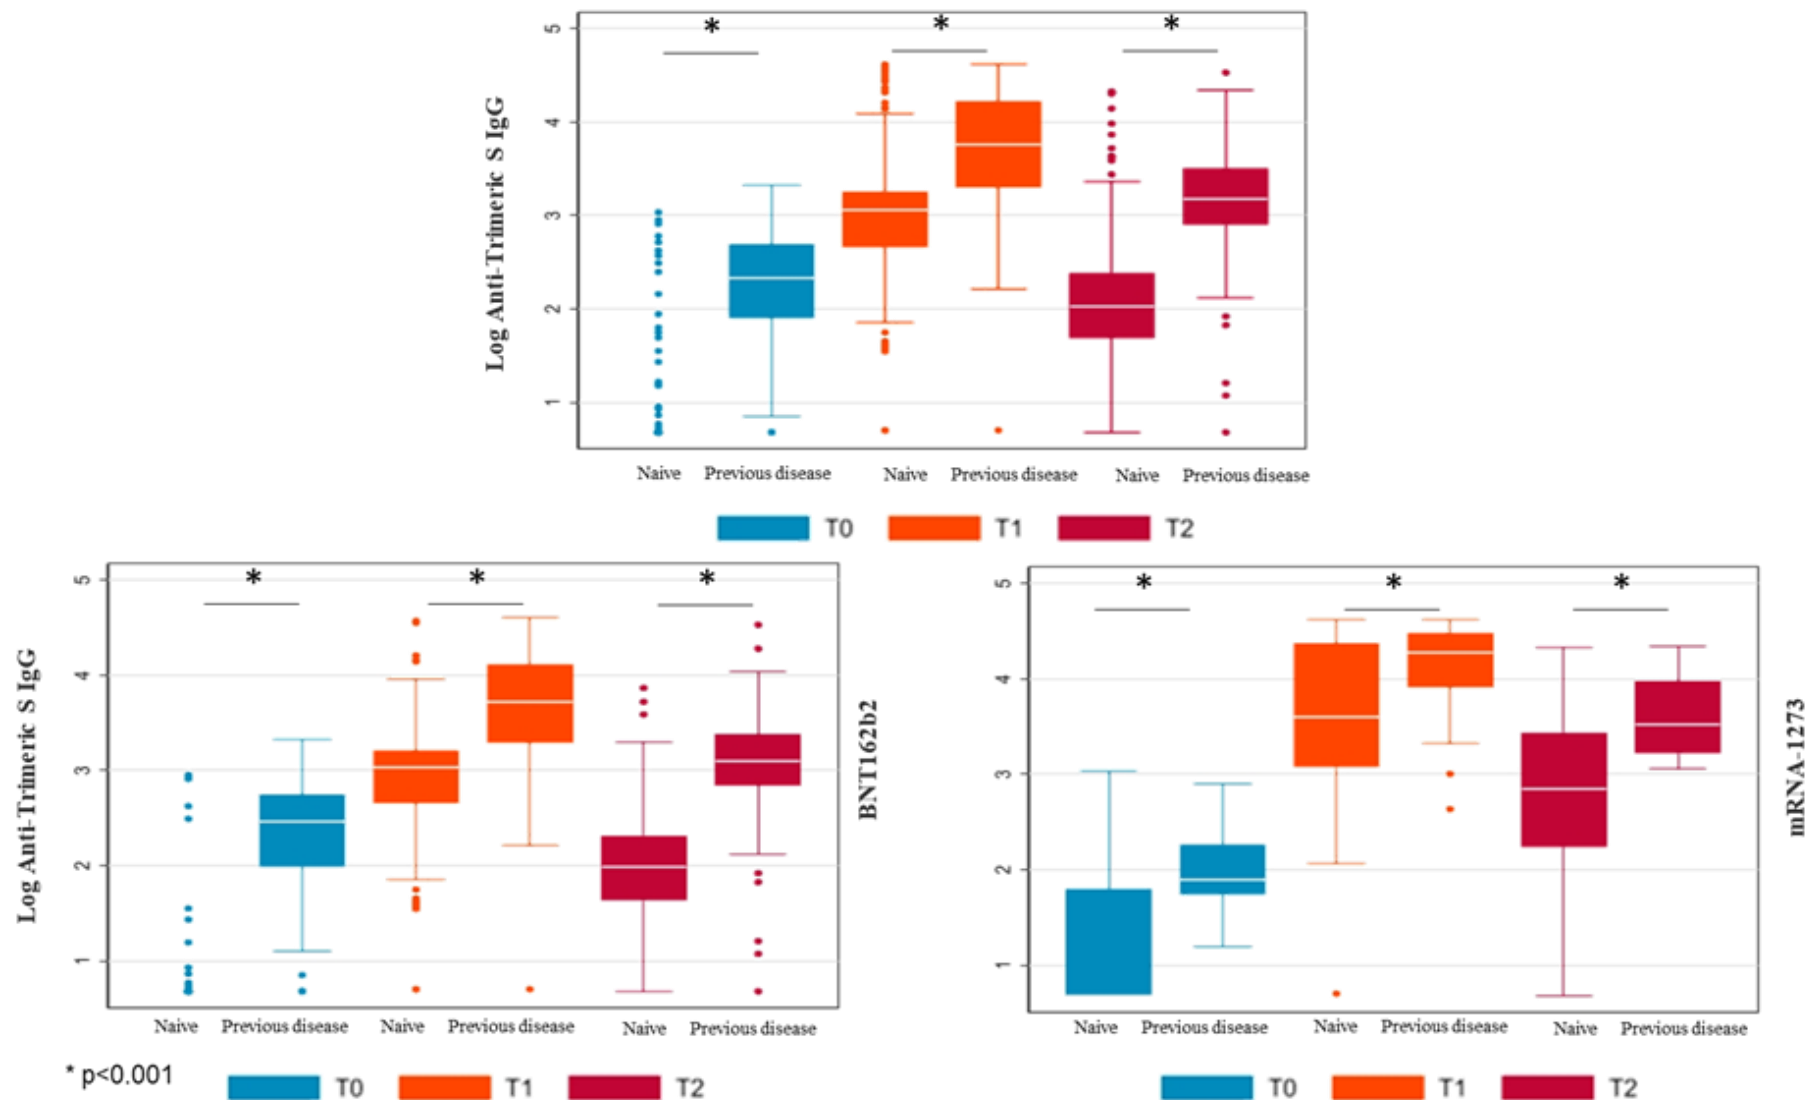 * * *
5
4
3
2
1
Log Anti-Trimeric S IgG
Naive Previous disease Naive Previous disease Naive Previous disease
T0 T1 T2
* * *
5
4
3
2
1
Log Anti-Trimeric S IgG
BNT162b2
Naive Previous disease Naive Previous disease Naive Previous disease
* p<0.001
T0 T1 T2
* * *
5
4
3
2
1
mRNA-1273
Naive Previous disease Naive Previous disease Naive Previous disease
T0 T1 T2